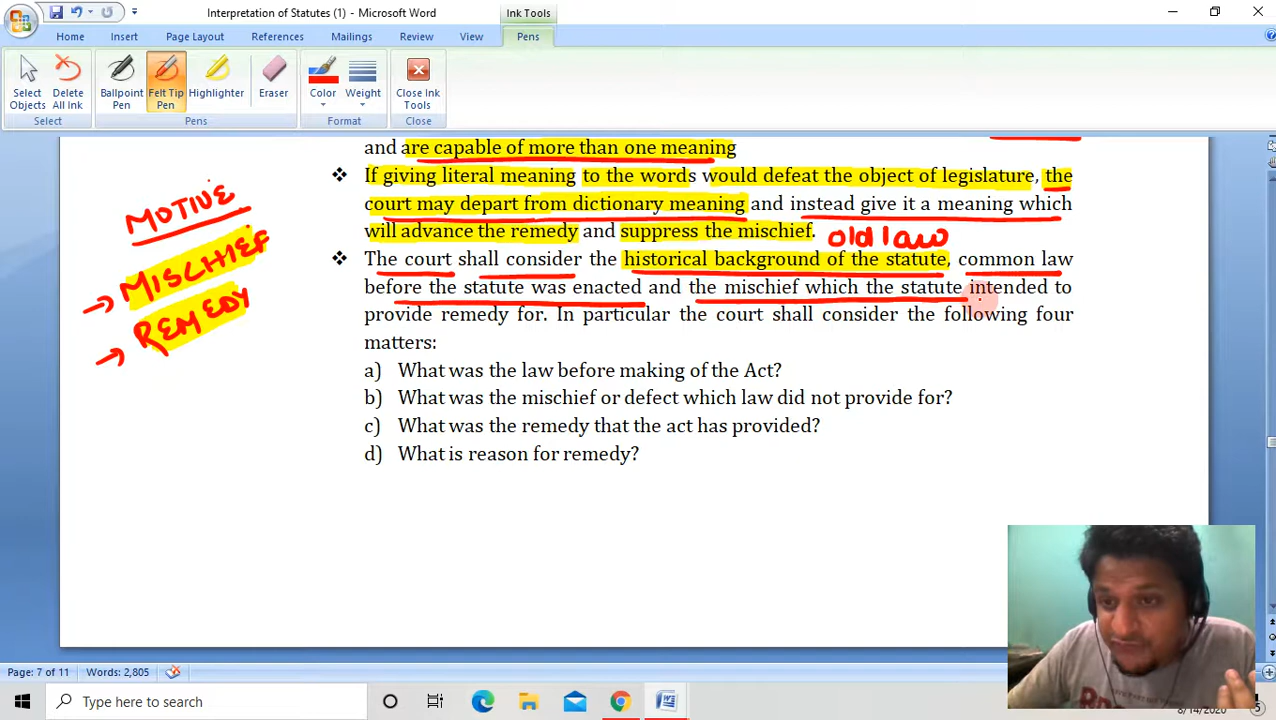 Interpretation of Statutes (1) - Microsoft Word
Ink Tools
Home
Insert
Page Layout
References
Mailings
Review
View
Pens
Select Objects
Delete All Ink
Ballpoint Pen
Felt Tip Pen
Highlighter
Eraser
Color
Weight
Close Ink Tools
Select
Pens
Format
Close
and are capable of more than one meaning
❖ If giving literal meaning to the words would defeat the object of legislature, the
court may depart from dictionary meaning and instead give it a meaning which
will advance the remedy and suppress the mischief.
old law
❖ The court shall consider the historical background of the statute, common law
before the statute was enacted and the mischief which the statute intended to
provide remedy for. In particular the court shall consider the following four
matters:
a) What was the law before making of the Act?
b) What was the mischief or defect which law did not provide for?
c) What was the remedy that the act has provided?
d) What is reason for remedy?
MOTIVE
→ MISCHIEF
→ REMEDY
Page: 7 of 11
Words: 2,805
Type here to search
8/14/2020